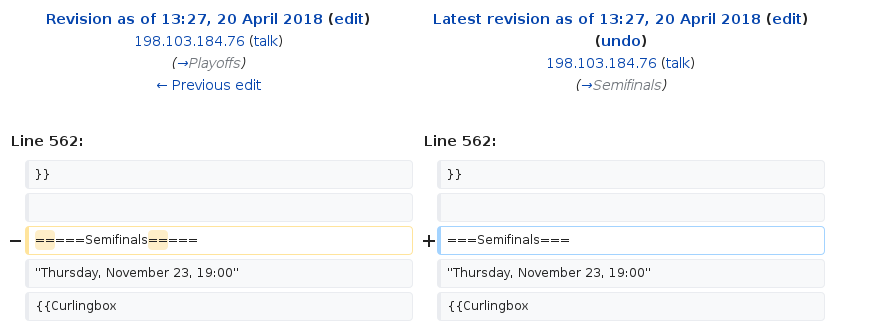 Revision as of 13:27, 20 April 2018 (edit)
198.103.184.76 (talk)
(→Playoffs)
← Previous edit
Latest revision as of 13:27, 20 April 2018 (edit)
(undo)
198.103.184.76 (talk)
(→Semifinals)
Line 562:
Line 562:
}}
}}
− =====Semifinals=====
+ ===Semifinals===
"Thursday, November 23, 19:00"
"Thursday, November 23, 19:00"
{{Curlingbox
{{Curlingbox